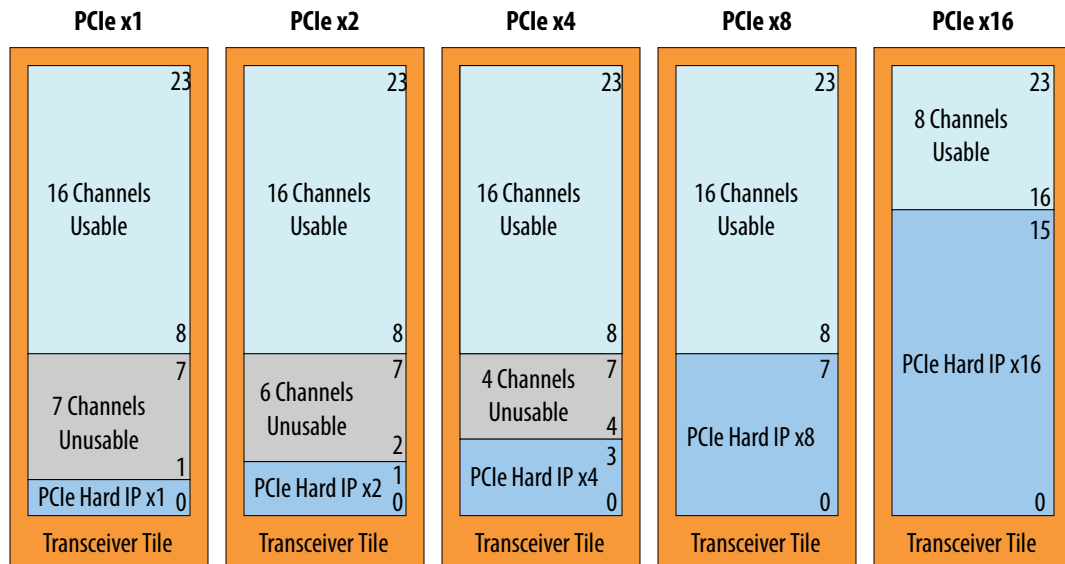 PCIe x1
23
16 Channels
Usable
8
7
7 Channels
Unusable
1
PCIe Hard IP x1
0
Transceiver Tile
PCIe x2
23
16 Channels
Usable
8
7
6 Channels
Unusable
2
1
PCIe Hard IP x2
0
Transceiver Tile
PCIe x4
23
16 Channels
Usable
8
7
4 Channels
Unusable
4
3
PCIe Hard IP x4
0
Transceiver Tile
PCIe x8
23
16 Channels
Usable
8
7
PCIe Hard IP x8
0
Transceiver Tile
PCIe x16
23
8 Channels
Usable
16
15
PCIe Hard IP x16
0
Transceiver Tile